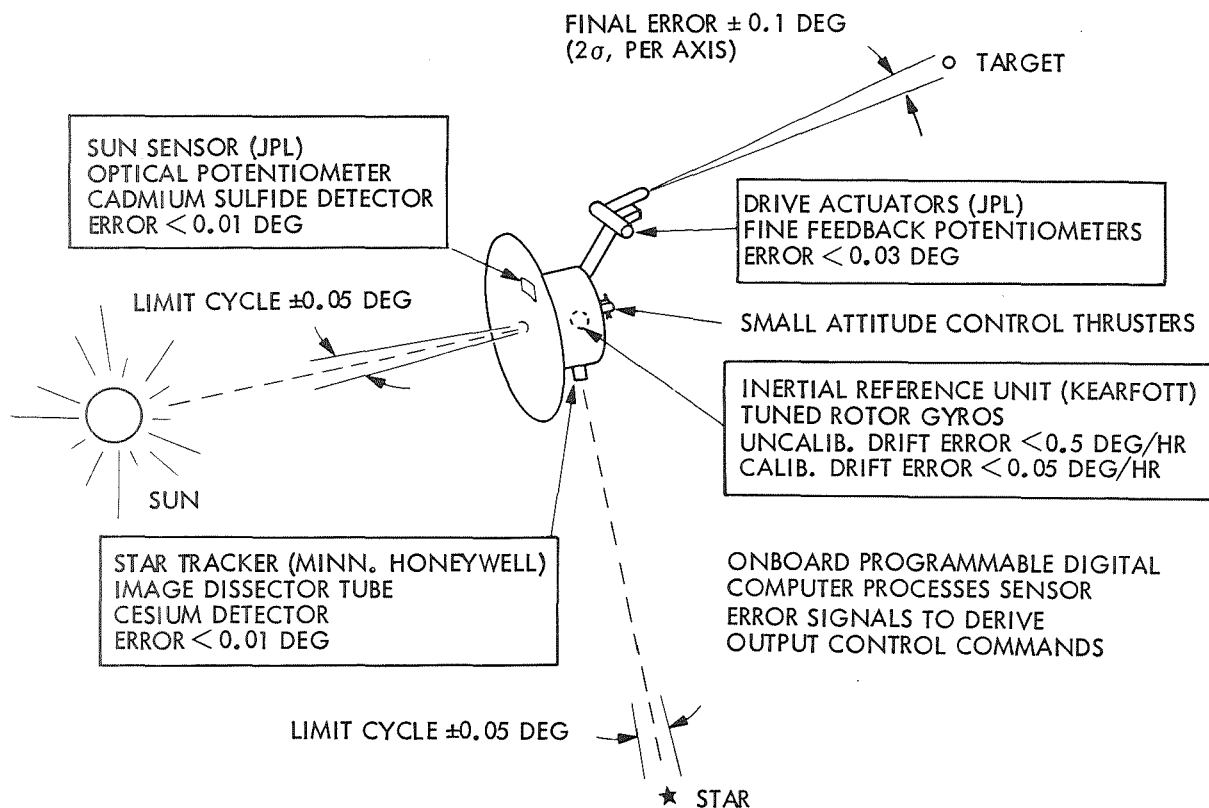 FINAL ERROR ± 0.1 DEG
(2σ, PER AXIS)
TARGET
SUN SENSOR (JPL)
OPTICAL POTENTIOMETER
CADMIUM SULFIDE DETECTOR
ERROR < 0.01 DEG
DRIVE ACTUATORS (JPL)
FINE FEEDBACK POTENTIOMETERS
ERROR < 0.03 DEG
LIMIT CYCLE ±0.05 DEG
SMALL ATTITUDE CONTROL THRUSTERS
INERTIAL REFERENCE UNIT (KEARFOTT)
TUNED ROTOR GYROS
UNCALIB. DRIFT ERROR <0.5 DEG/HR
CALIB. DRIFT ERROR <0.05 DEG/HR
SUN
STAR TRACKER (MINN. HONEYWELL)
IMAGE DISSECTOR TUBE
CESIUM DETECTOR
ERROR < 0.01 DEG
ONBOARD PROGRAMMABLE DIGITAL
COMPUTER PROCESSES SENSOR
ERROR SIGNALS TO DERIVE
OUTPUT CONTROL COMMANDS
LIMIT CYCLE ±0.05 DEG
STAR